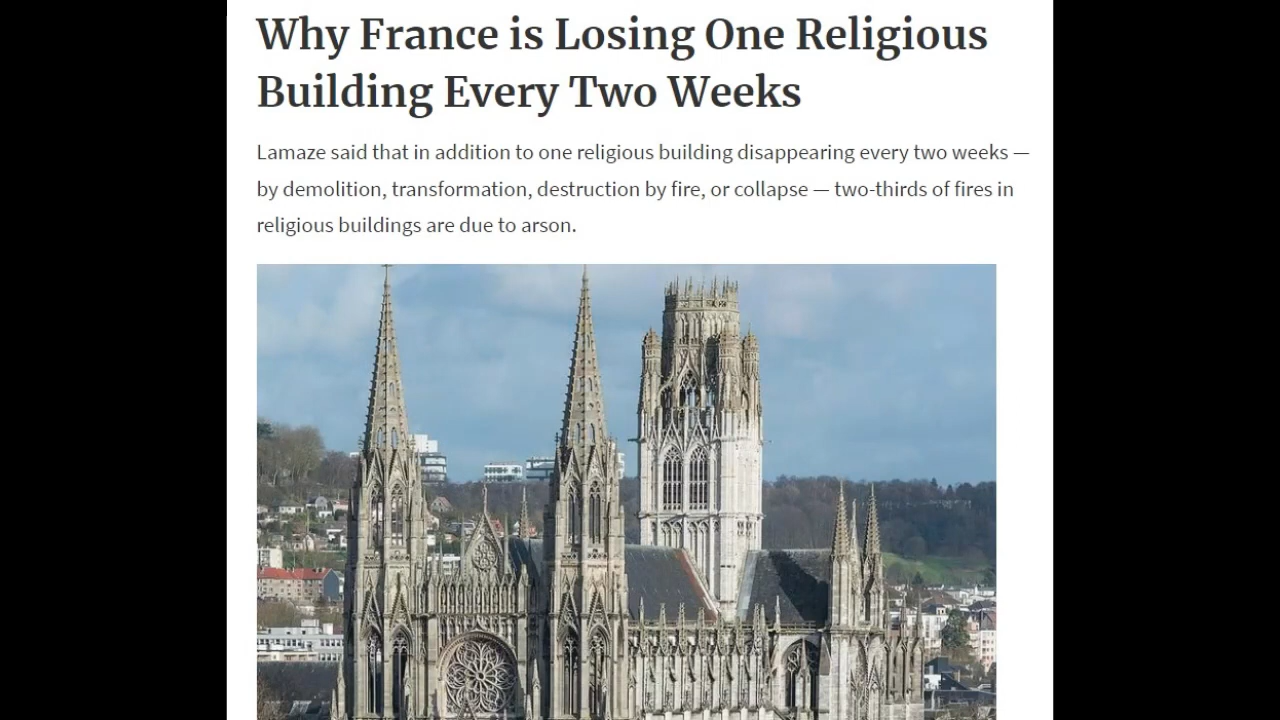 Why France is Losing One Religious
Building Every Two Weeks
Lamaze said that in addition to one religious building disappearing every two weeks —
by demolition, transformation, destruction by fire, or collapse — two-thirds of fires in
religious buildings are due to arson.